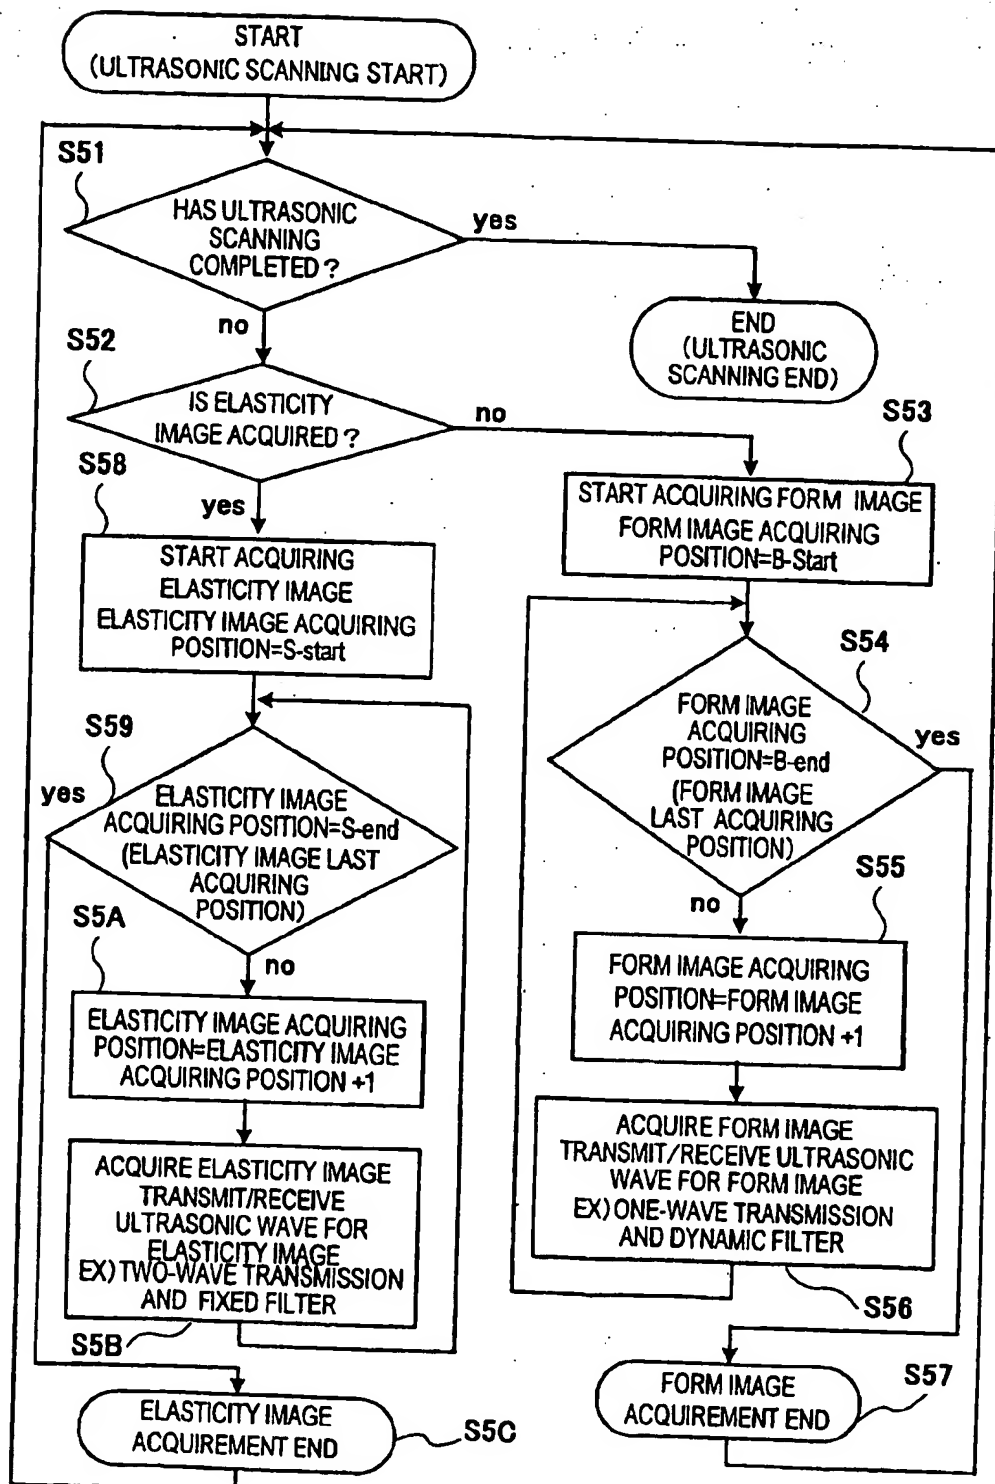 START
(ULTRASONIC SCANNING START)
S51
HAS ULTRASONIC
SCANNING
COMPLETED ?
yes
no
END
(ULTRASONIC
SCANNING END)
S52
IS ELASTICITY
IMAGE ACQUIRED ?
no
yes
S53
START ACQUIRING FORM IMAGE
FORM IMAGE ACQUIRING
POSITION=B-Start
S58
START ACQUIRING
ELASTICITY IMAGE
ELASTICITY IMAGE ACQUIRING
POSITION=S-start
S54
FORM IMAGE
ACQUIRING
POSITION=B-end
(FORM IMAGE
LAST ACQUIRING
POSITION)
yes
no
S59
yes
ELASTICITY IMAGE
ACQUIRING POSITION=S-end
(ELASTICITY IMAGE LAST
ACQUIRING
POSITION)
no
S55
FORM IMAGE ACQUIRING
POSITION=FORM IMAGE
ACQUIRING POSITION +1
S5A
ELASTICITY IMAGE ACQUIRING
POSITION=ELASTICITY IMAGE
ACQUIRING POSITION +1
ACQUIRE FORM IMAGE
TRANSMIT/RECEIVE ULTRASONIC
WAVE FOR FORM IMAGE
EX) ONE-WAVE TRANSMISSION
AND DYNAMIC FILTER
S56
ACQUIRE ELASTICITY IMAGE
TRANSMIT/RECEIVE
ULTRASONIC WAVE FOR
ELASTICITY IMAGE
EX) TWO-WAVE TRANSMISSION
AND FIXED FILTER
S5B
FORM IMAGE
ACQUIREMENT END
S57
ELASTICITY IMAGE
ACQUIREMENT END
S5C